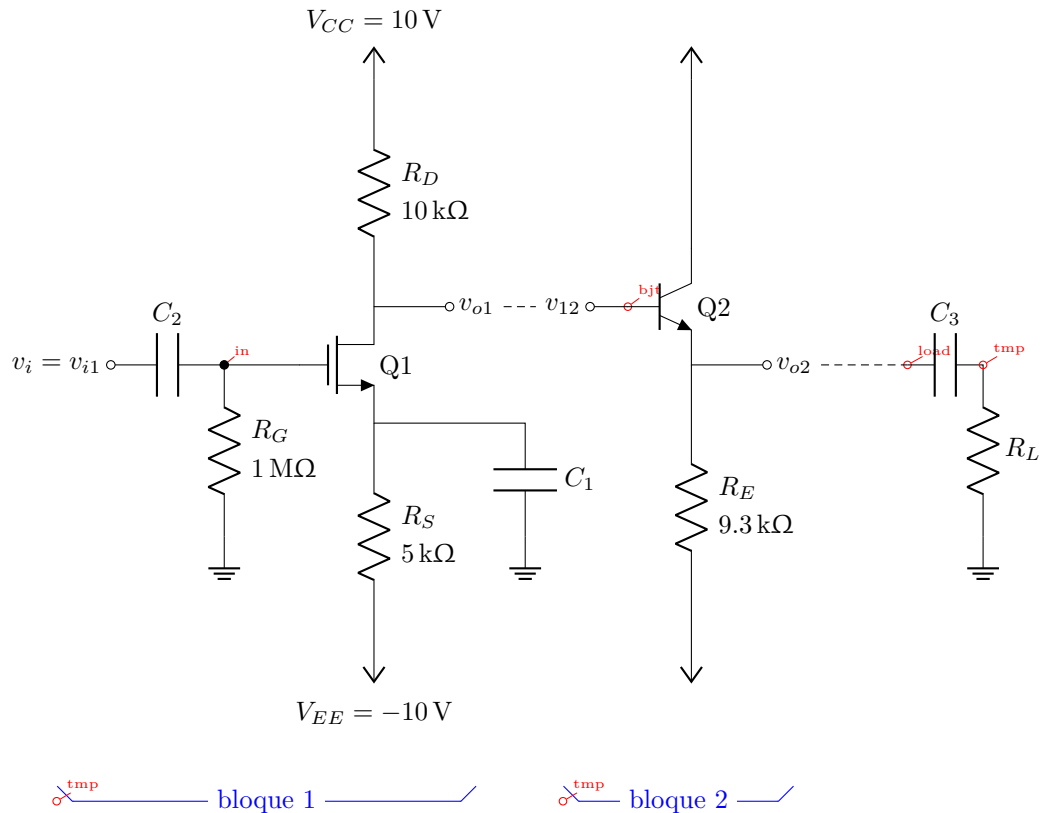 V_{CC} = 10 V
R_D
10 kΩ
bjt
v_{o1}
v_{12}
Q2
C_2
C_3
v_i = v_{i1}
in
Q1
v_{o2}
load
tmp
R_G
1 MΩ
R_L
C_1
R_S
5 kΩ
R_E
9.3 kΩ
V_{EE} = −10 V
tmp
bloque 1
tmp
bloque 2